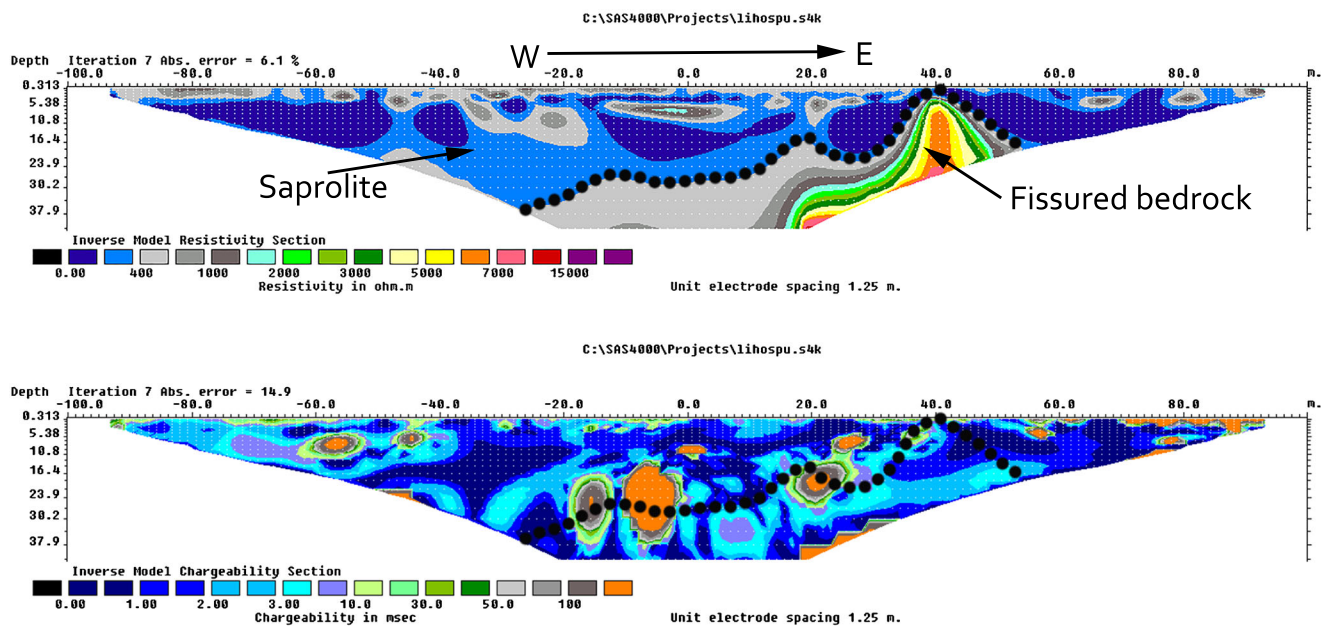 C:\SAS4000\Projects\lihospu.s4k
W E
Depth Iteration 7 Abs. error = 6.1 %
-100.0 -80.0 -60.0 -40.0 -20.0 0.0 20.0 40.0 60.0 80.0 m.
0.313
5.38
10.8
16.4
23.9
30.2
37.9
Saprolite
Fissured bedrock
Inverse Model Resistivity Section
0.00 400 1000 2000 3000 5000 7000 15000
Resistivity in ohm.m
Unit electrode spacing 1.25 m.
C:\SAS4000\Projects\lihospu.s4k
Depth Iteration 7 Abs. error = 14.9
-100.0 -80.0 -60.0 -40.0 -20.0 0.0 20.0 40.0 60.0 80.0 m.
0.313
5.38
10.8
16.4
23.9
30.2
37.9
Inverse Model Chargeability Section
0.00 1.00 2.00 3.00 10.0 30.0 50.0 100
Chargeability in msec
Unit electrode spacing 1.25 m.